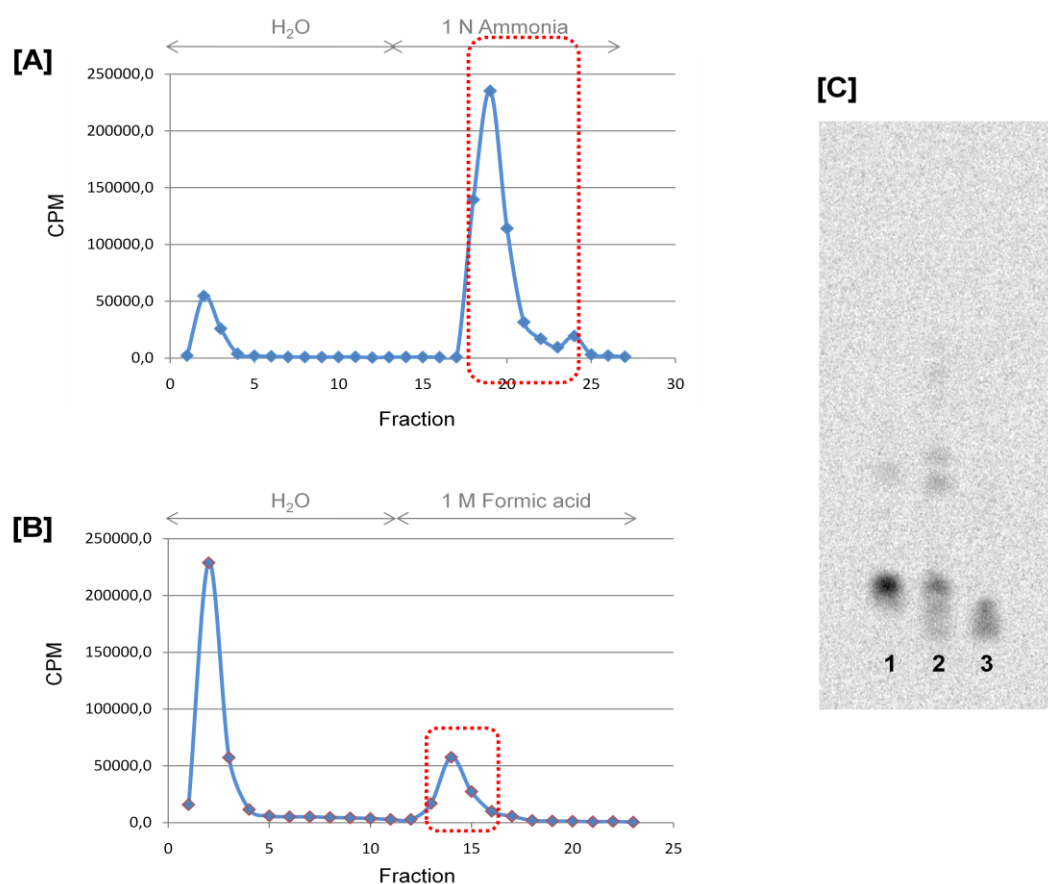 [A]
H₂O 1 N Ammonia
250000,0
200000,0
150000,0
100000,0
50000,0
0,0
CPM
0 5 10 15 20 25 30
Fraction
[B]
H₂O 1 M Formic acid
250000,0
200000,0
150000,0
100000,0
50000,0
0,0
CPM
0 5 10 15 20 25
Fraction
[C]
1 2 3